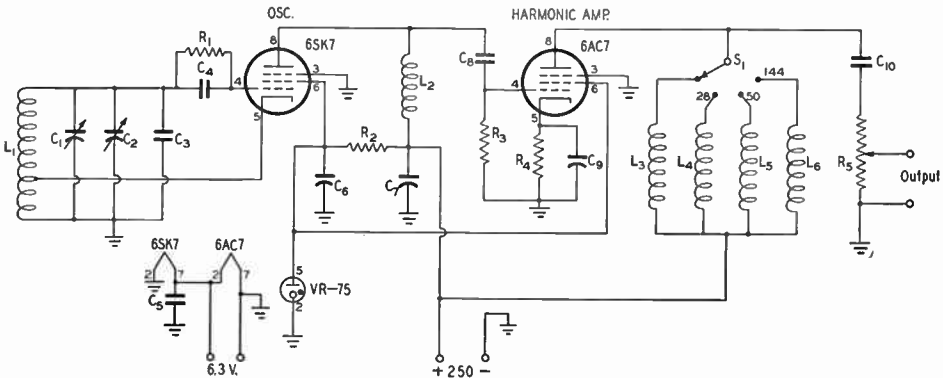 OSC.
HARMONIC AMP.
6SK7
6AC7
R1
C4
8
4
3
6
5
L1
C1
C2
C3
L2
R2
C6
C7
C8
8
4
3
6
5
R3
R4
C9
S1
28
50
144
L3
L4
L5
L6
C10
R5
Output
6SK7
6AC7
2
7
2
7
C5
6.3 V.
5
VR-75
2
+ 250 -